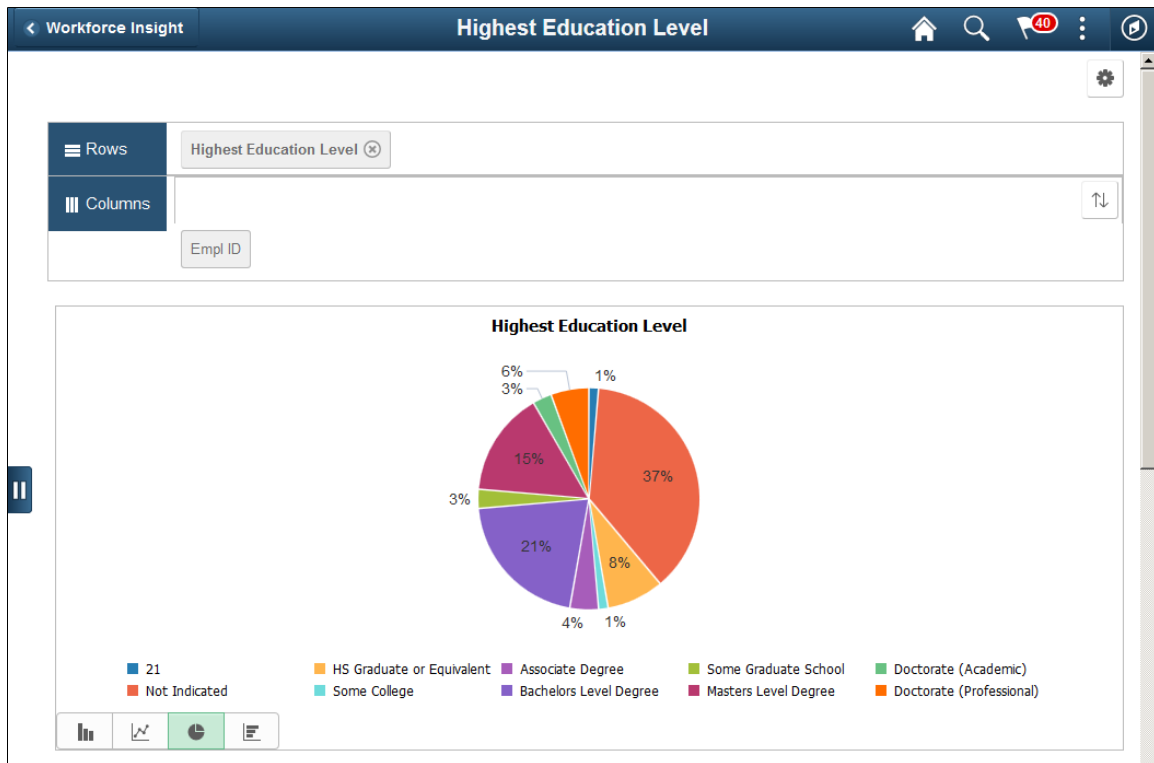 Workforce Insight
Highest Education Level
40
Rows
Highest Education Level
Columns
Empl ID
Highest Education Level
6%
1%
3%
15%
37%
3%
21%
8%
4%
1%
21
HS Graduate or Equivalent
Associate Degree
Some Graduate School
Doctorate (Academic)
Not Indicated
Some College
Bachelors Level Degree
Masters Level Degree
Doctorate (Professional)